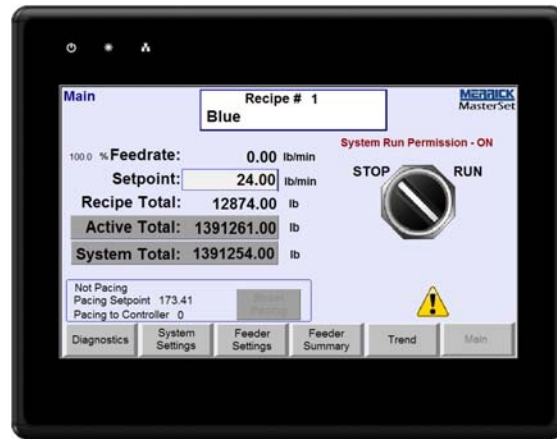 Main
Recipe # 1
Blue
MERRICK
MasterSet
System Run Permission - ON
100.0 % Feedrate: 0.00 lb/min
Setpoint: 24.00 lb/min
STOP RUN
Recipe Total: 12874.00 lb
Active Total: 1391261.00 lb
System Total: 1391254.00 lb
Not Pacing
Pacing Setpoint 173.41
Pacing to Controller 0
Pacing
Diagnostics
System
Settings
Feeder
Settings
Feeder
Summary
Trend
Main